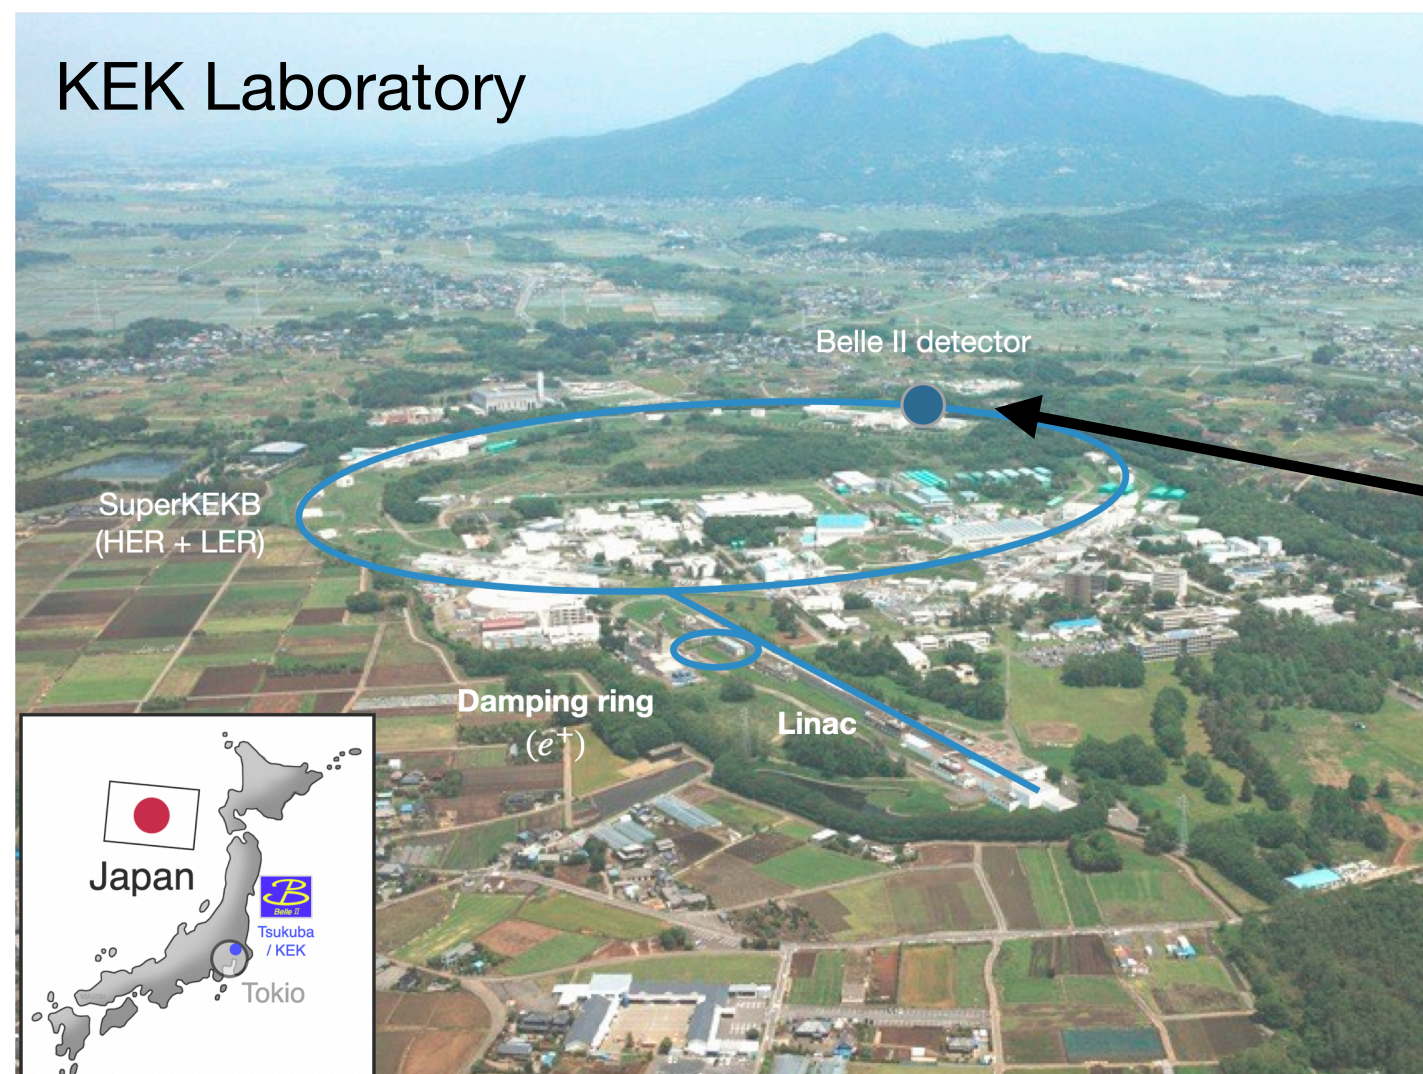 KEK Laboratory
Belle II detector
SuperKEKB
(HER + LER)
Damping ring
(e⁺)
Linac
Japan
B
Belle II
Tsukuba
/ KEK
Tokio